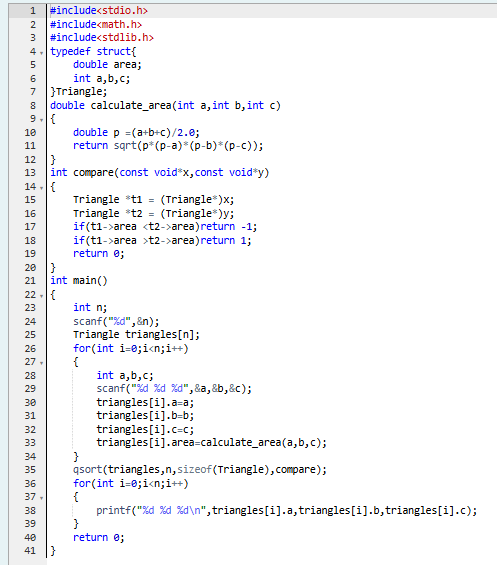 1 #include<stdio.h>
2 #include<math.h>
3 #include<stdlib.h>
4 typedef struct{
5     double area;
6     int a,b,c;
7 }Triangle;
8 double calculate_area(int a,int b,int c)
9 {
10     double p =(a+b+c)/2.0;
11     return sqrt(p*(p-a)*(p-b)*(p-c));
12 }
13 int compare(const void*x,const void*y)
14 {
15     Triangle *t1 = (Triangle*)x;
16     Triangle *t2 = (Triangle*)y;
17     if(t1->area <t2->area)return -1;
18     if(t1->area >t2->area)return 1;
19     return 0;
20 }
21 int main()
22 {
23     int n;
24     scanf("%d",&n);
25     Triangle triangles[n];
26     for(int i=0;i<n;i++)
27     {
28         int a,b,c;
29         scanf("%d %d %d",&a,&b,&c);
30         triangles[i].a=a;
31         triangles[i].b=b;
32         triangles[i].c=c;
33         triangles[i].area=calculate_area(a,b,c);
34     }
35     qsort(triangles,n,sizeof(Triangle),compare);
36     for(int i=0;i<n;i++)
37     {
38         printf("%d %d %d\n",triangles[i].a,triangles[i].b,triangles[i].c);
39     }
40     return 0;
41 }